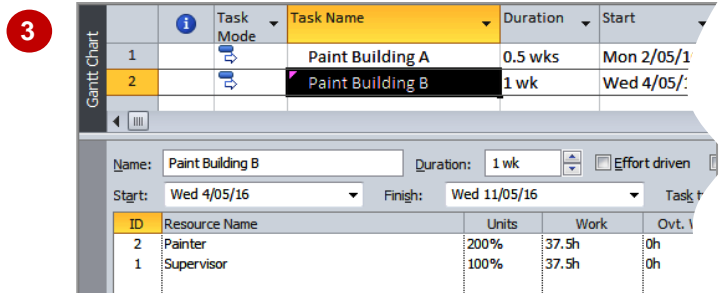 3
Gantt Chart
Task Mode Task Name Duration Start
1 Paint Building A 0.5 wks Mon 2/05/1
2 Paint Building B 1 wk Wed 4/05/
Name: Paint Building B Duration: 1 wk Effort driven
Start: Wed 4/05/16 Finish: Wed 11/05/16 Task
ID Resource Name Units Work Ovt.
2 Painter 200% 37.5h 0h
1 Supervisor 100% 37.5h 0h